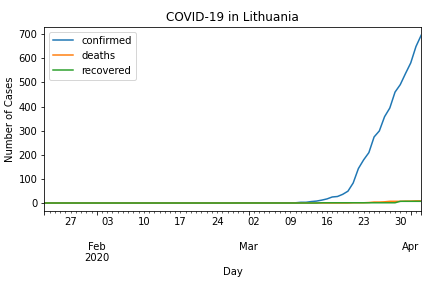 COVID-19 in Lithuania
confirmed
deaths
recovered
Number of Cases
700
600
500
400
300
200
100
0
27 03 10 17 24 02 09 16 23 30
Feb Mar Apr
2020
Day